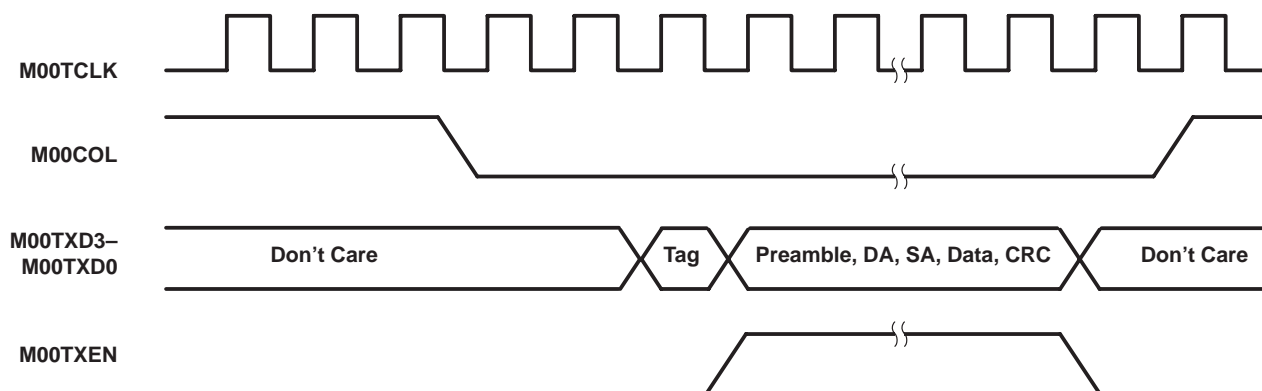 M00TCLK
M00COL
M00TXD3–
M00TXD0
Don't Care
Tag
Preamble, DA, SA, Data, CRC
Don't Care
M00TXEN